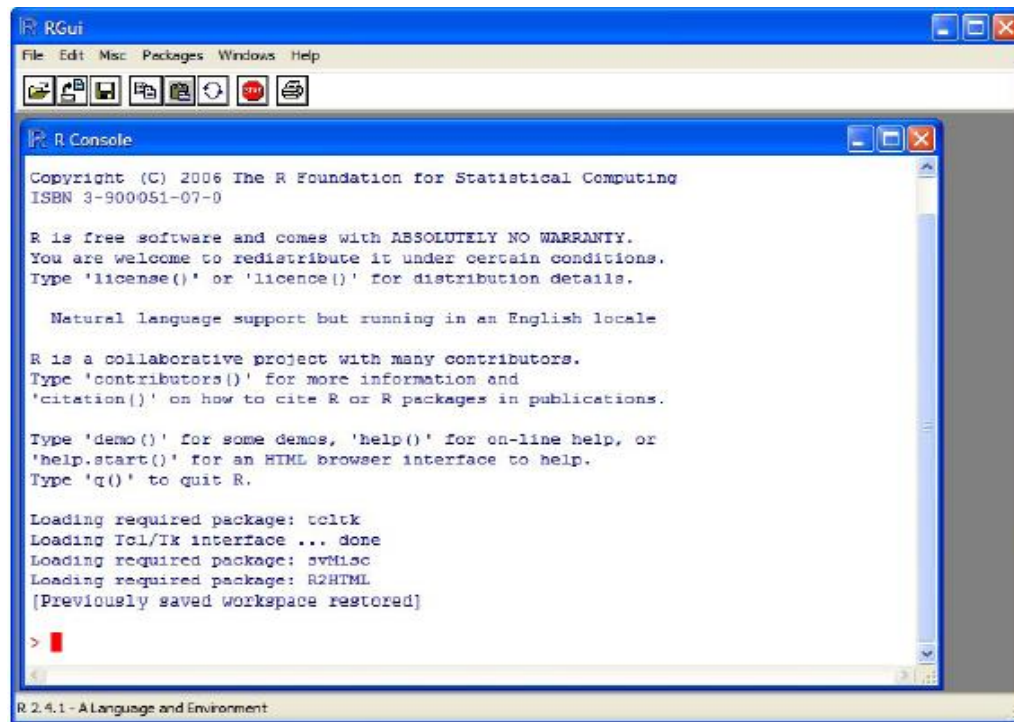 RGui
File Edit Misc Packages Windows Help
STOP
R Console
Copyright (C) 2006 The R Foundation for Statistical Computing
ISBN 3-900051-07-0
R is free software and comes with ABSOLUTELY NO WARRANTY.
You are welcome to redistribute it under certain conditions.
Type 'license()' or 'licence()' for distribution details.
Natural language support but running in an English locale
R is a collaborative project with many contributors.
Type 'contributors()' for more information and
'citation()' on how to cite R or R packages in publications.
Type 'demo()' for some demos, 'help()' for on-line help, or
'help.start()' for an HTML browser interface to help.
Type 'q()' to quit R.
Loading required package: tcltk
Loading Tcl/Tk interface ... done
Loading required package: svMisc
Loading required package: R2HTML
[Previously saved workspace restored]
>
R 2.4.1 - A Language and Environment